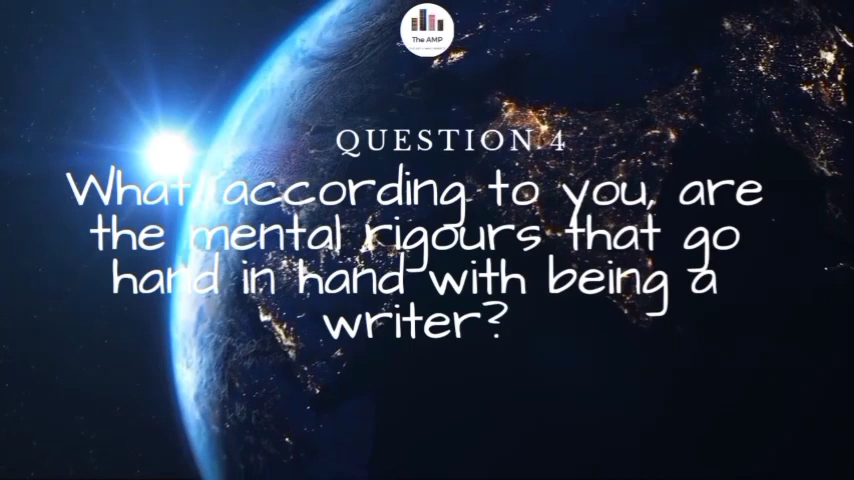 The AMP
QUESTION 4
What, according to you, are
the mental rigours that go
hand in hand with being a
writer?